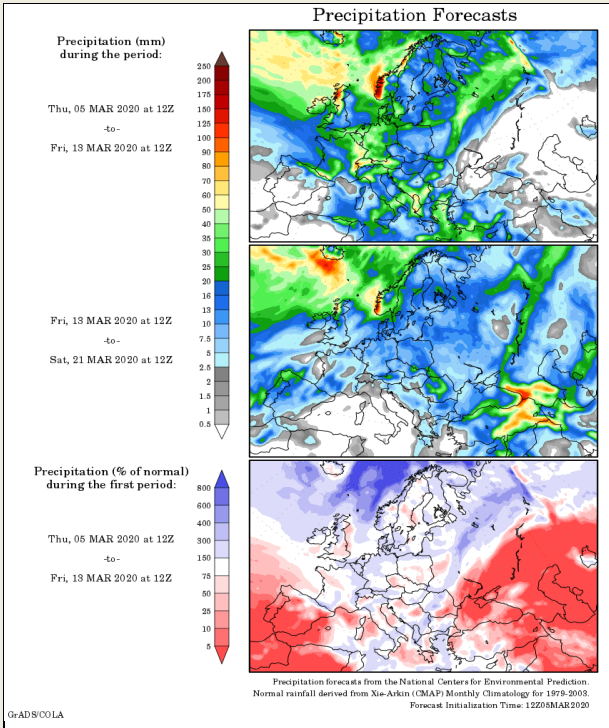 Precipitation Forecasts
Precipitation (mm)
during the period:
Thu, 05 MAR 2020 at 12Z
-to-
Fri, 13 MAR 2020 at 12Z
250
200
175
150
125
100
90
80
70
60
50
40
35
30
25
20
16
13
10
7.5
5
2.5
2
1.5
1
0.5
Fri, 13 MAR 2020 at 12Z
-to-
Sat, 21 MAR 2020 at 12Z
Precipitation (% of normal)
during the first period:
Thu, 05 MAR 2020 at 12Z
-to-
Fri, 13 MAR 2020 at 12Z
800
600
400
300
150
75
50
25
10
5
Precipitation forecasts from the National Centers for Environmental Prediction.
Normal rainfall derived from Xie-Arkin (CMAP) Monthly Climatology for 1979-2003.
Forecast Initialization Time: 12Z05MAR2020
GrADS/COLA